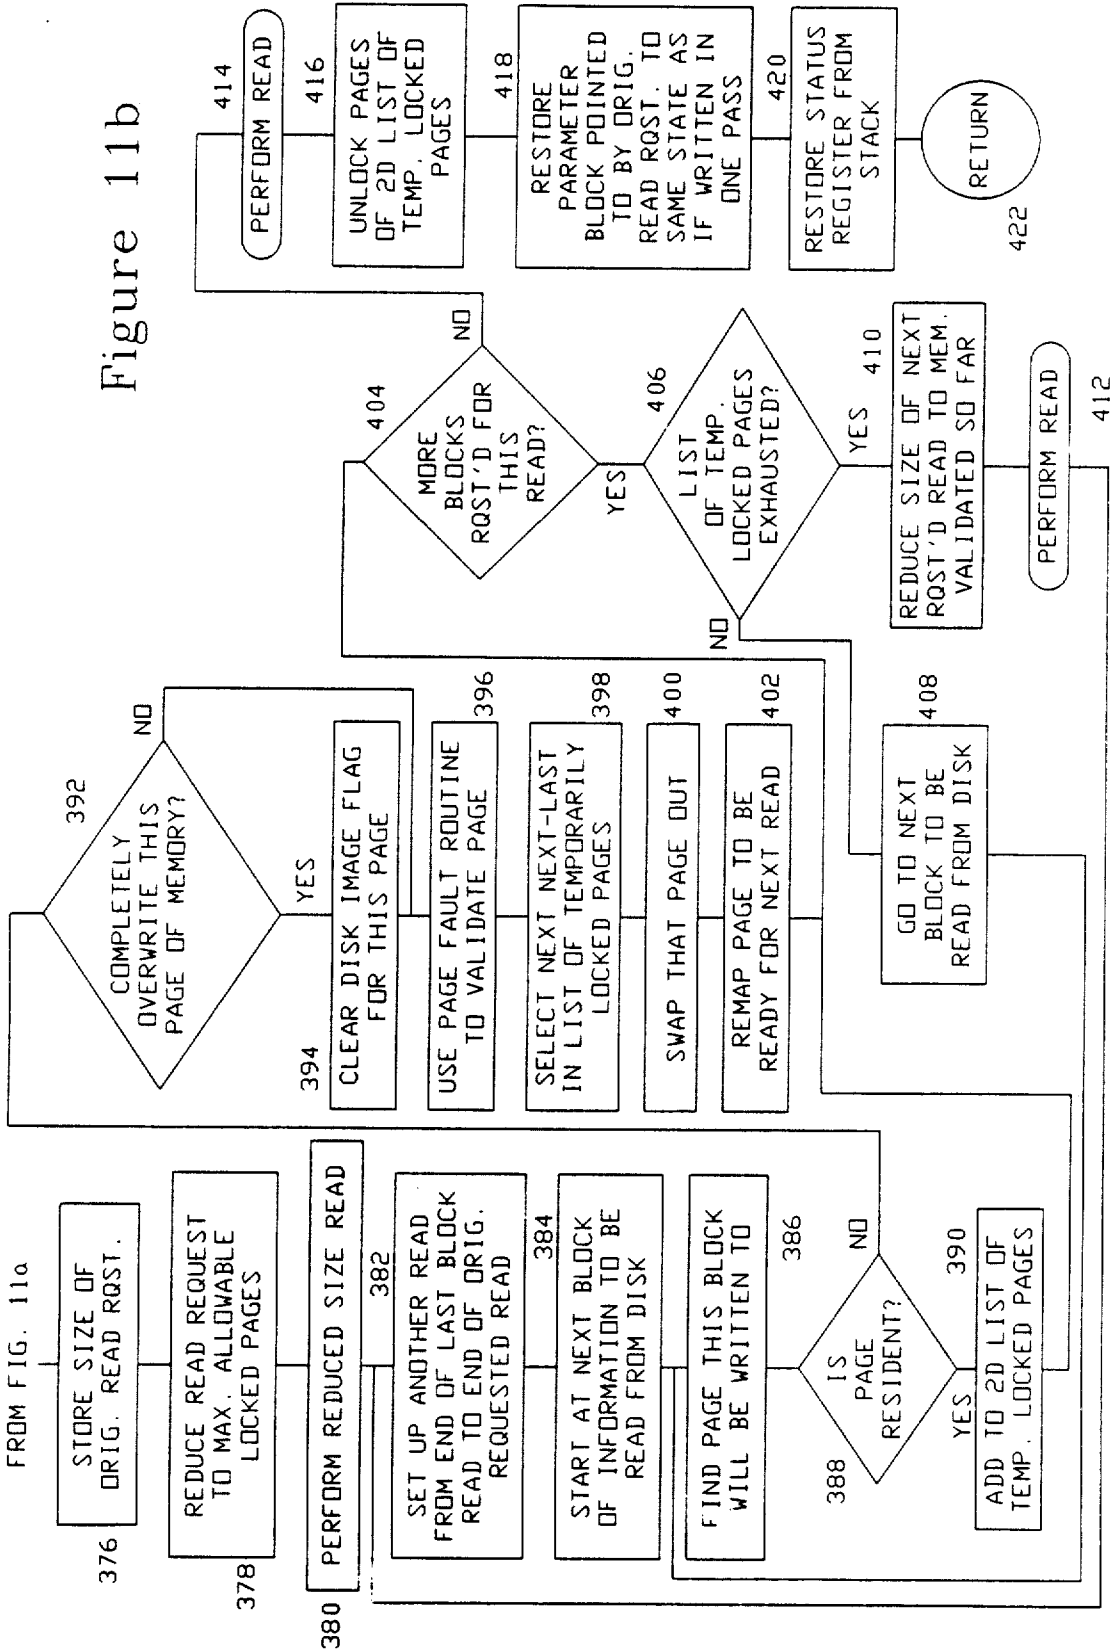 Figure 11b
FROM FIG. 11a
376
STORE SIZE OF
ORIG. READ RQST.
378
REDUCE READ REQUEST
TO MAX. ALLOWABLE
LOCKED PAGES
380
PERFORM REDUCED SIZE READ
382
SET UP ANOTHER READ
FROM END OF LAST BLOCK
READ TO END OF ORIG.
REQUESTED READ
384
START AT NEXT BLOCK
OF INFORMATION TO BE
READ FROM DISK
386
FIND PAGE THIS BLOCK
WILL BE WRITTEN TO
388
IS
PAGE
RESIDENT?
NO
YES
390
ADD TO 2D LIST OF
TEMP. LOCKED PAGES
392
COMPLETELY
OVERWRITE THIS
PAGE OF MEMORY?
NO
YES
394
CLEAR DISK IMAGE FLAG
FOR THIS PAGE
396
USE PAGE FAULT ROUTINE
TO VALIDATE PAGE
398
SELECT NEXT NEXT-LAST
IN LIST OF TEMPORARILY
LOCKED PAGES
400
SWAP THAT PAGE OUT
402
REMAP PAGE TO BE
READY FOR NEXT READ
404
MORE
BLOCKS
RQST'D FOR
THIS
READ?
NO
YES
406
LIST
OF TEMP.
LOCKED PAGES
EXHAUSTED?
NO
YES
408
GO TO NEXT
BLOCK TO BE
READ FROM DISK
410
REDUCE SIZE OF NEXT
RQST'D READ TO MEM.
VALIDATED SO FAR
PERFORM READ
412
414
PERFORM READ
416
UNLOCK PAGES
OF 2D LIST OF
TEMP. LOCKED
PAGES
418
RESTORE
PARAMETER
BLOCK POINTED
TO BY ORIG.
READ RQST. TO
SAME STATE AS
IF WRITTEN IN
ONE PASS
420
RESTORE STATUS
REGISTER FROM
STACK
RETURN
422